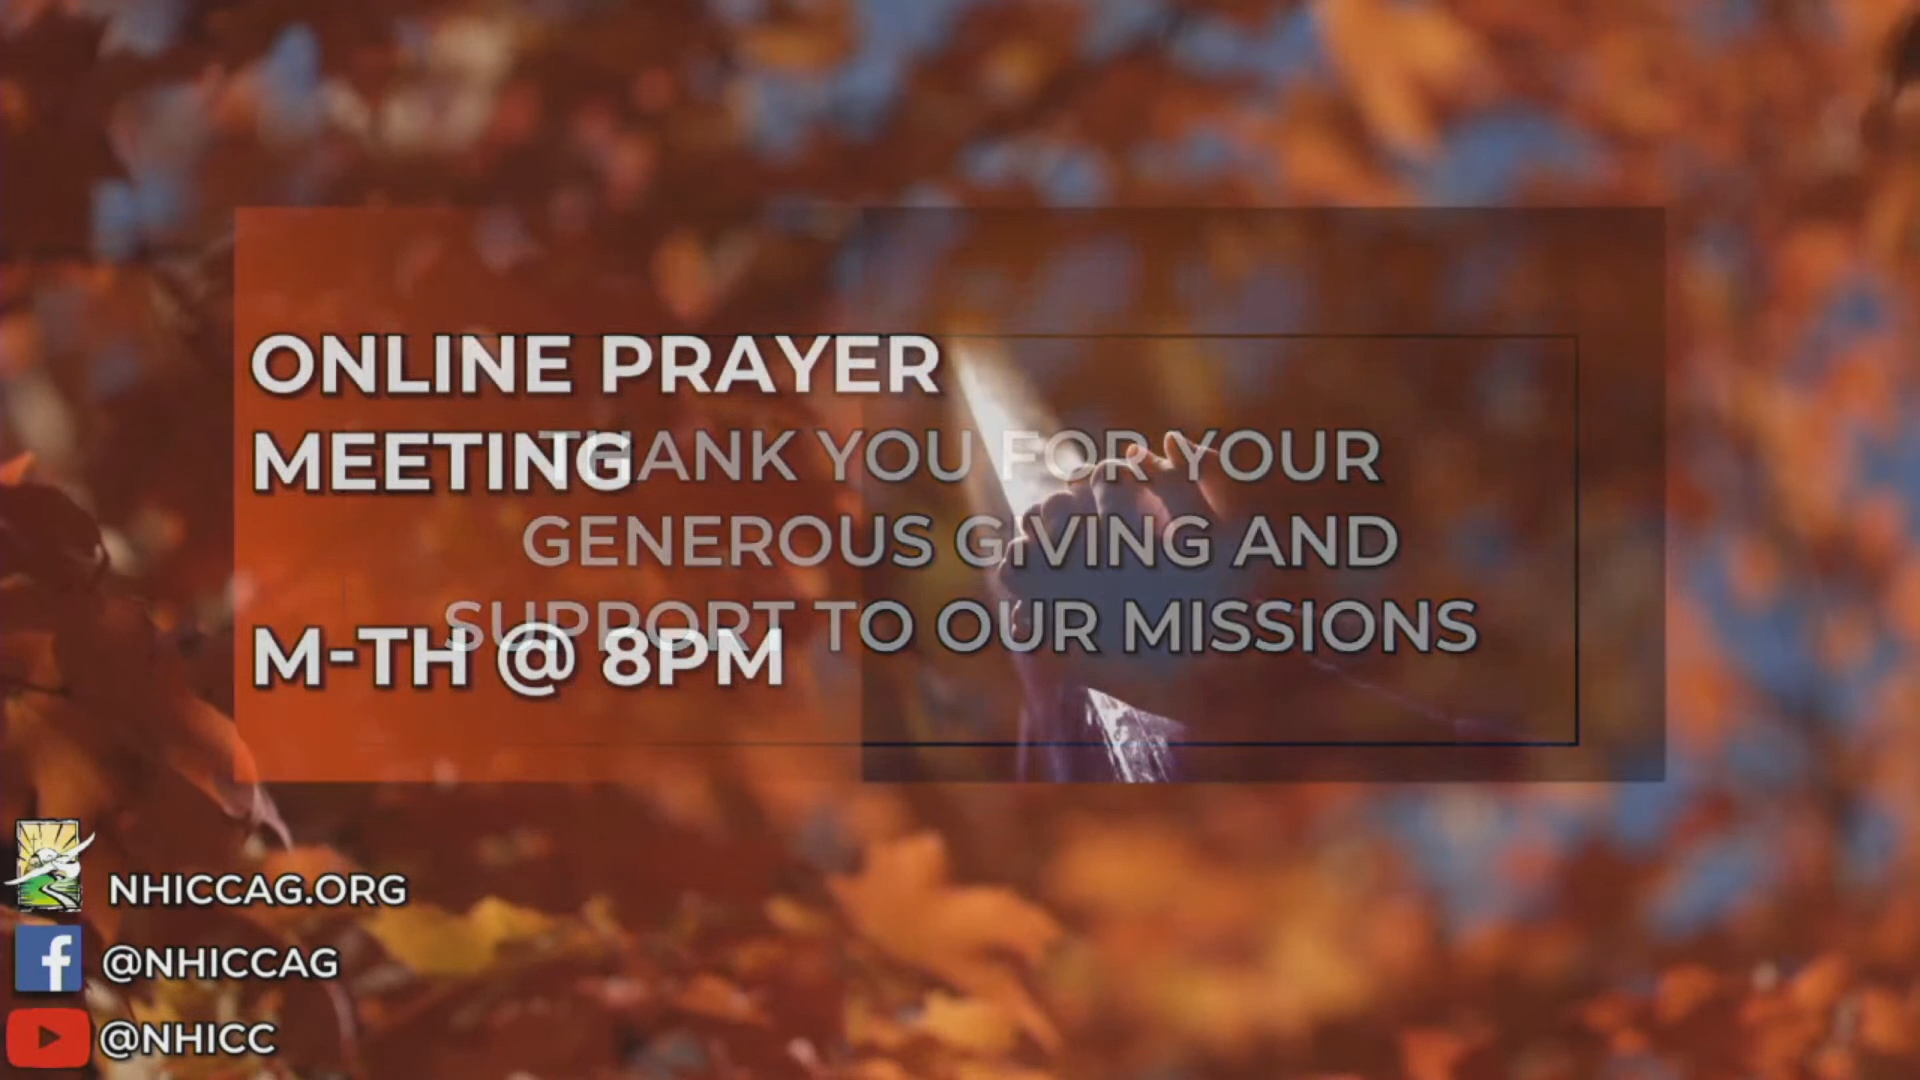 ONLINE PRAYER
MEETING
M-TH @ 8PM
THANK YOU FOR YOUR
GENEROUS GIVING AND
SUPPORT TO OUR MISSIONS
NHICCAG.ORG
@NHICCAG
@NHICC